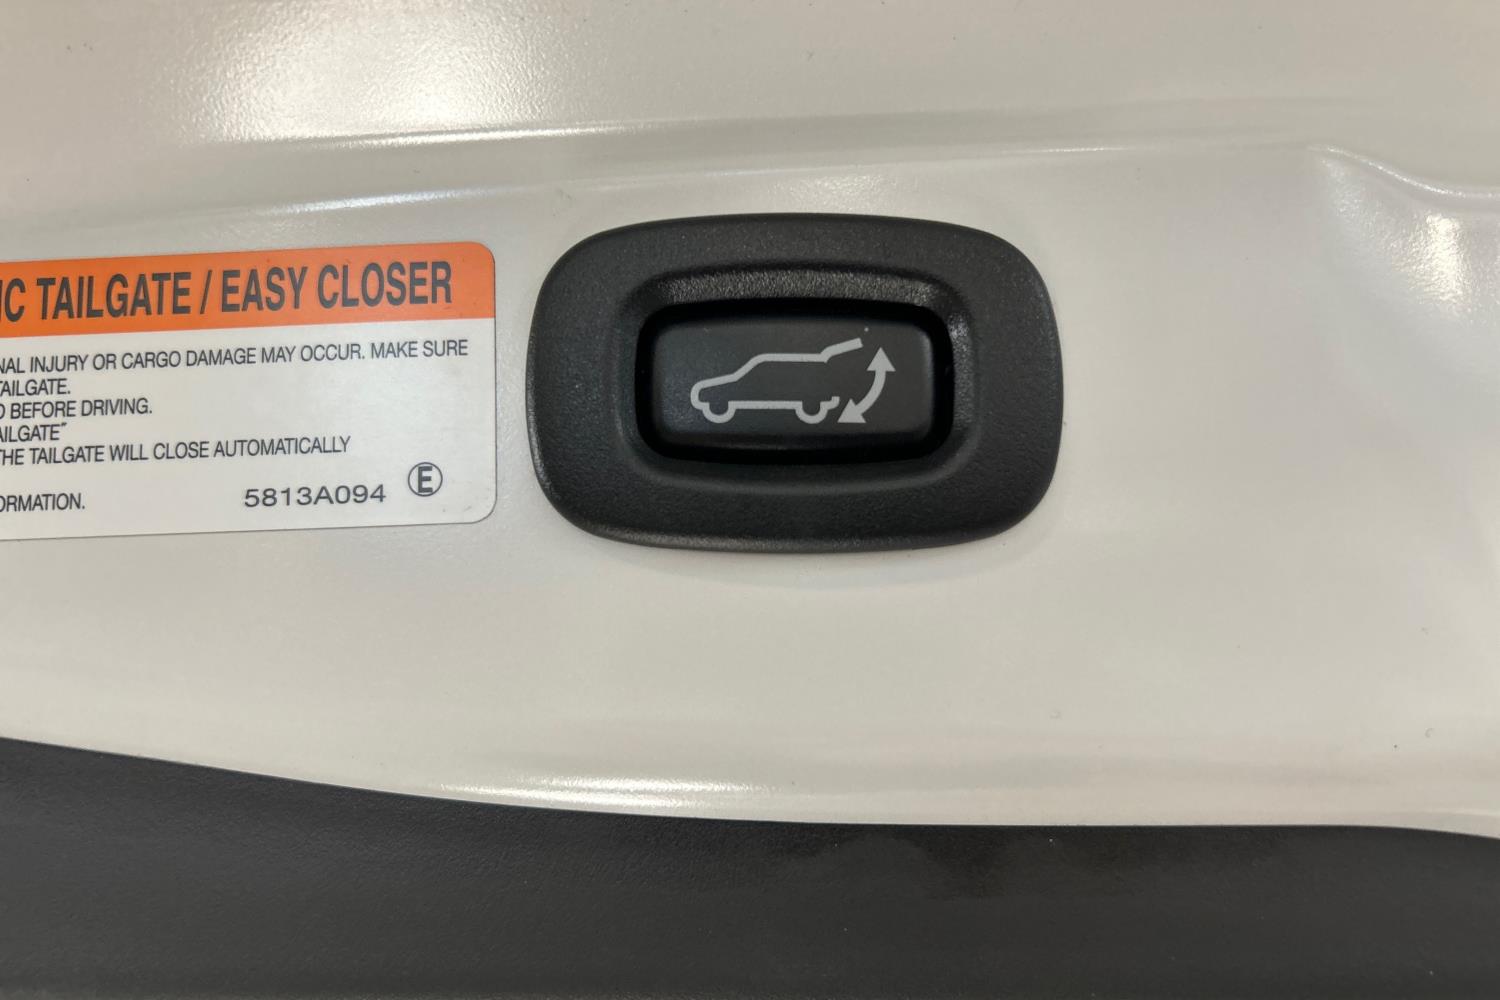 IC TAILGATE / EASY CLOSER
NAL INJURY OR CARGO DAMAGE MAY OCCUR. MAKE SURE
TAILGATE.
D BEFORE DRIVING.
AILGATE"
THE TAILGATE WILL CLOSE AUTOMATICALLY
ORMATION.
5813A094 E